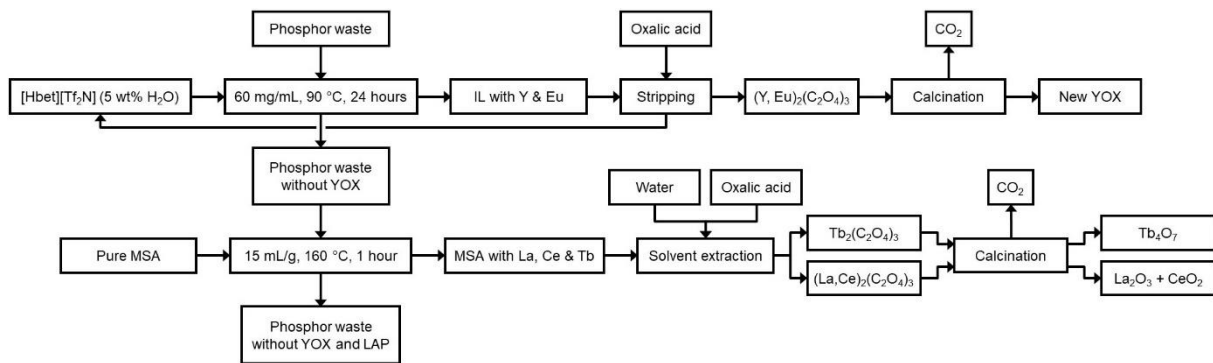 Phosphor waste
Oxalic acid
CO₂
[Hbet][Tf₂N] (5 wt% H₂O)
60 mg/mL, 90 °C, 24 hours
IL with Y & Eu
Stripping
(Y, Eu)₂(C₂O₄)₃
Calcination
New YOX
Phosphor waste
without YOX
Water
Oxalic acid
CO₂
Pure MSA
15 mL/g, 160 °C, 1 hour
MSA with La, Ce & Tb
Solvent extraction
Tb₂(C₂O₄)₃
(La,Ce)₂(C₂O₄)₃
Calcination
Tb₄O₇
La₂O₃ + CeO₂
Phosphor waste
without YOX and LAP